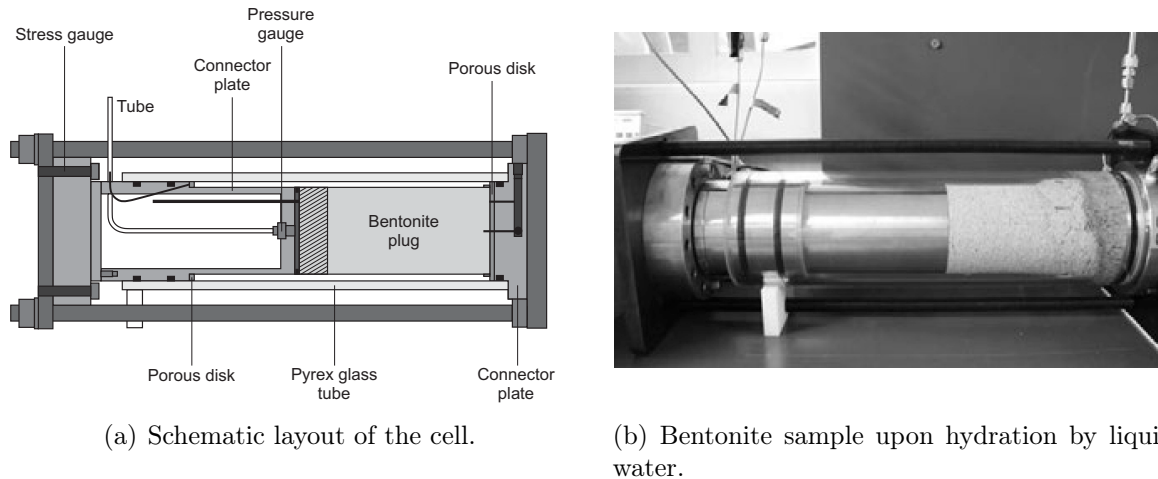 Stress gauge
Pressure
gauge
Connector
plate
Porous disk
Tube
Bentonite
plug
Porous disk
Pyrex glass
tube
Connector
plate
(a) Schematic layout of the cell.
(b) Bentonite sample upon hydration by liqui
water.